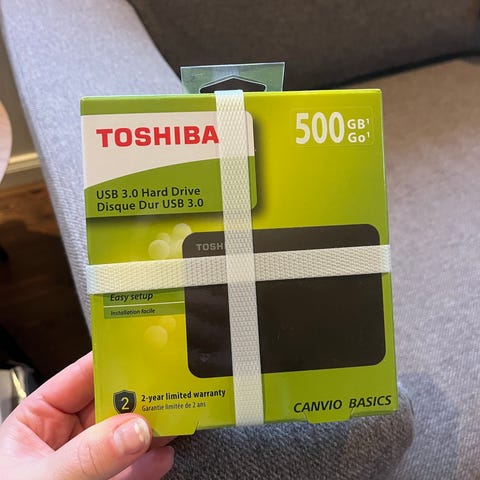 TOSHIBA
500 GB¹
Go¹
USB 3.0 Hard Drive
Disque Dur USB 3.0
TOSH
Easy setup
Installation facile
2
2-year limited warranty
Garantie limitée de 2 ans
CANVIO BASICS